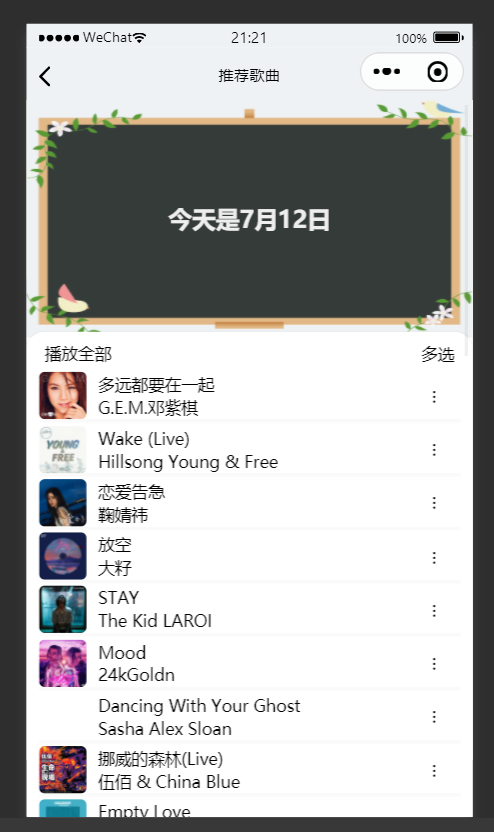 WeChat 21:21 100%
推荐歌曲
今天是7月12日
播放全部 多选
多远都要在一起
G.E.M.邓紫棋
YOUNG
& FREE
Wake (Live)
Hillsong Young & Free
恋爱告急
鞠婧祎
放空
大籽
STAY
The Kid LAROI
Mood
24kGoldn
Dancing With Your Ghost
Sasha Alex Sloan
挪威的森林(Live)
伍佰 & China Blue
Empty Love